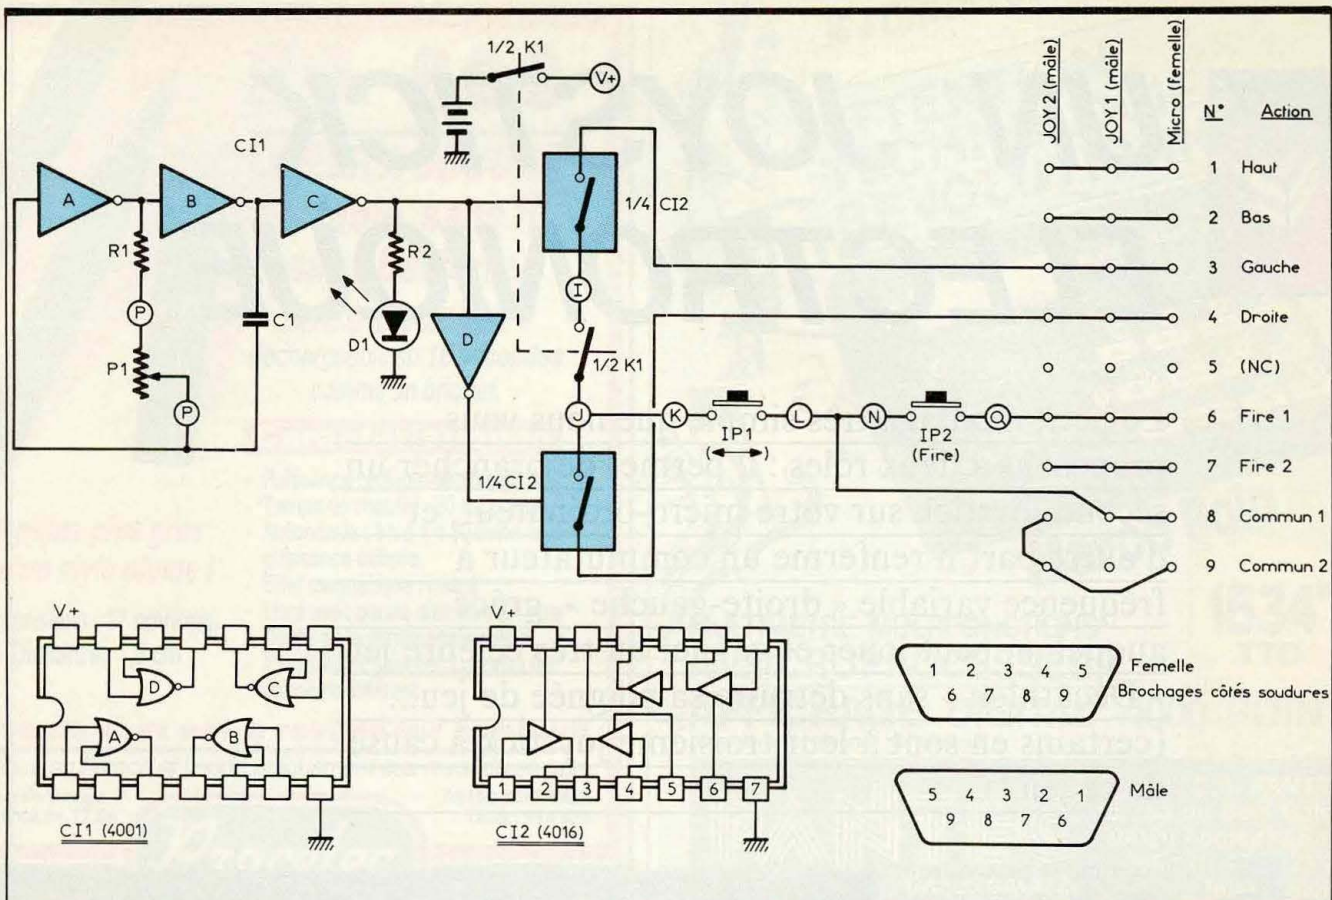 1/2 K1
V+
JOY 2 (mâle)
JOY 1 (mâle)
Micro (femelle)
N° Action
CI1
A
B
C
1/4 CI2
R1
R2
P
C1
P1
P
D1
D
I
1/2 K1
J
K
L
N
Q
IP1
IP2
(Fire)
1/4 CI2
1 Haut
2 Bas
3 Gauche
4 Droite
5 (NC)
6 Fire 1
7 Fire 2
8 Commun 1
9 Commun 2
V+
D
C
A
B
CI1 (4001)
V+
1 2 3 4 5 6 7
CI2 (4016)
1 2 3 4 5
6 7 8 9
Femelle
Brochages côtés soudures
5 4 3 2 1
9 8 7 6
Mâle